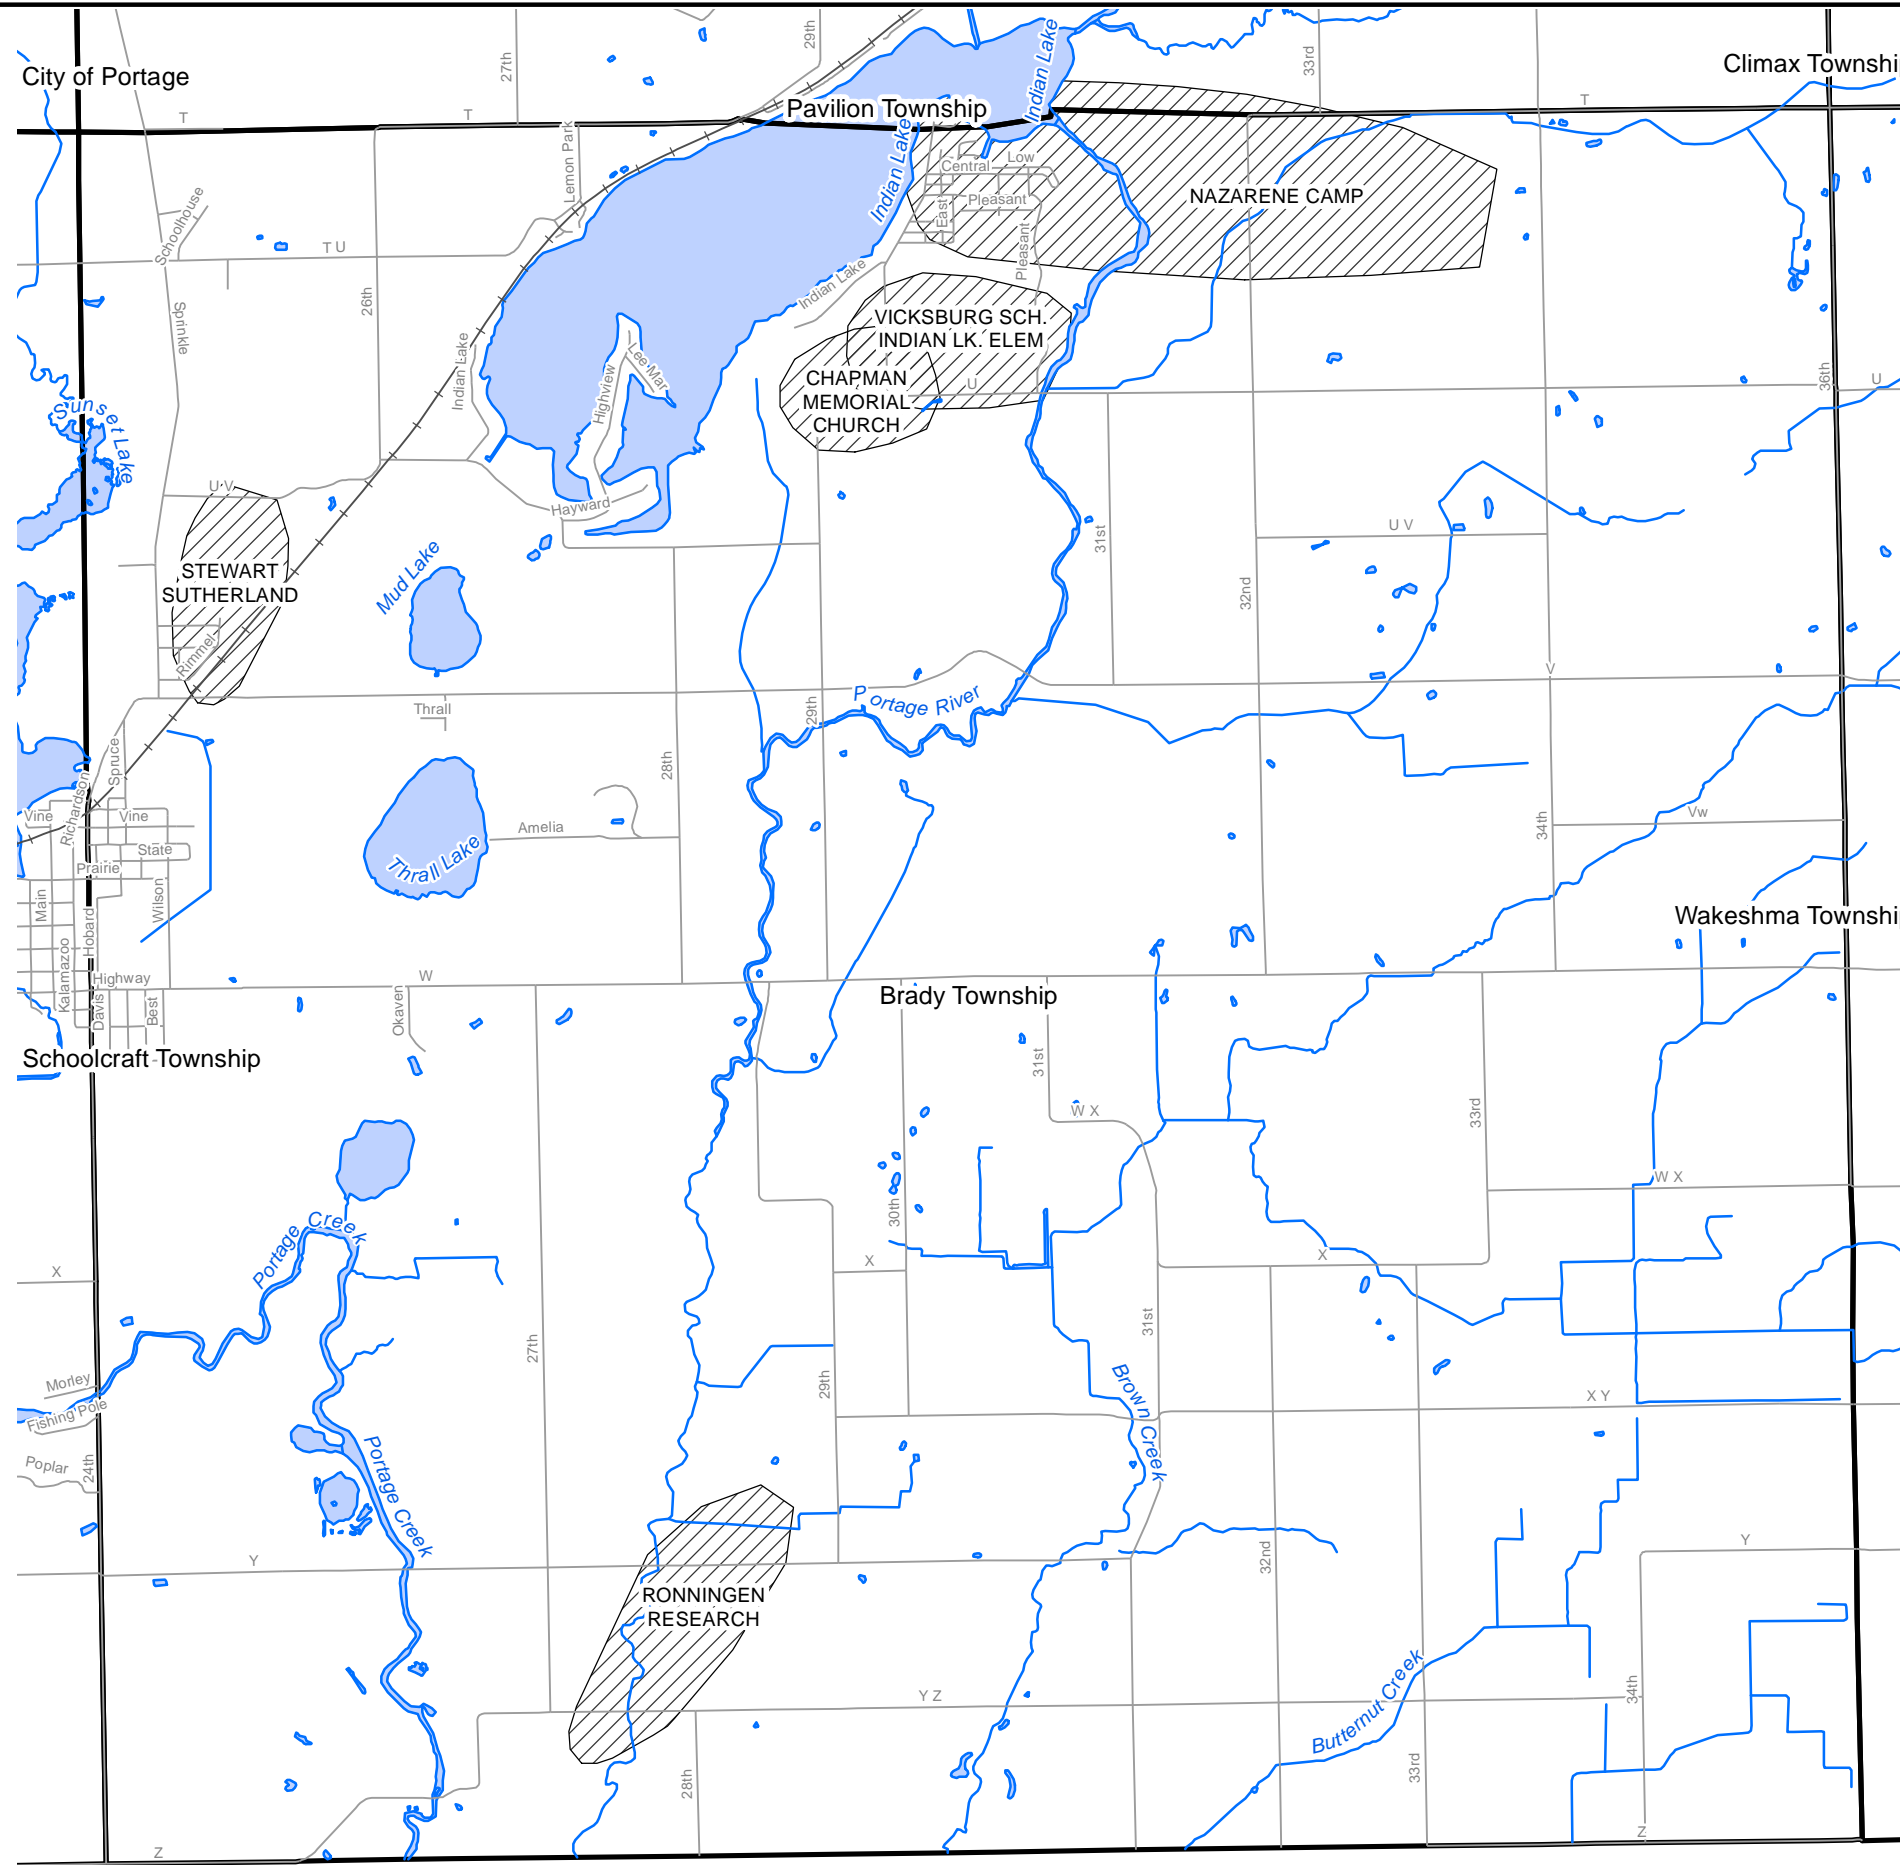 27th
29th
33rd
Indian Lake
City of Portage
Climax Townshi
T
T
Pavilion Township
T
Lemon Park
Indian Lake
Low
Central
Pleasant
East
NAZARENE CAMP
Schoolhouse
T U
Pleasant
Indian Lake
26th
Sprinkle
VICKSBURG SCH.
INDIAN LK. ELEM
Indian Lake
Lee Mar
Highview
CHAPMAN
MEMORIAL
CHURCH
U
36th
U
Sunset Lake
U V
Hayward
31st
U V
STEWART
SUTHERLAND
Mud Lake
32nd
Rimmel
V
Portage River
Thrall
29th
Spruce
28th
Richardson
Vine
Vine
Amelia
Vw
34th
State
Thrall Lake
Prairie
Main
Wilson
Hobard
Wakeshma Townshi
Kalamazoo
Highway
W
Brady Township
Davis
Best
Okaven
Schoolcraft Township
31st
W X
33rd
W X
30th
Portage Creek
X
X
X
31st
27th
29th
Brown Creek
Morley
Fishing Pole
X Y
Poplar
24th
Portage Creek
Y
Y
32nd
RONNINGEN
RESEARCH
Y Z
34th
Butternut Creek
28th
33rd
Z
Z